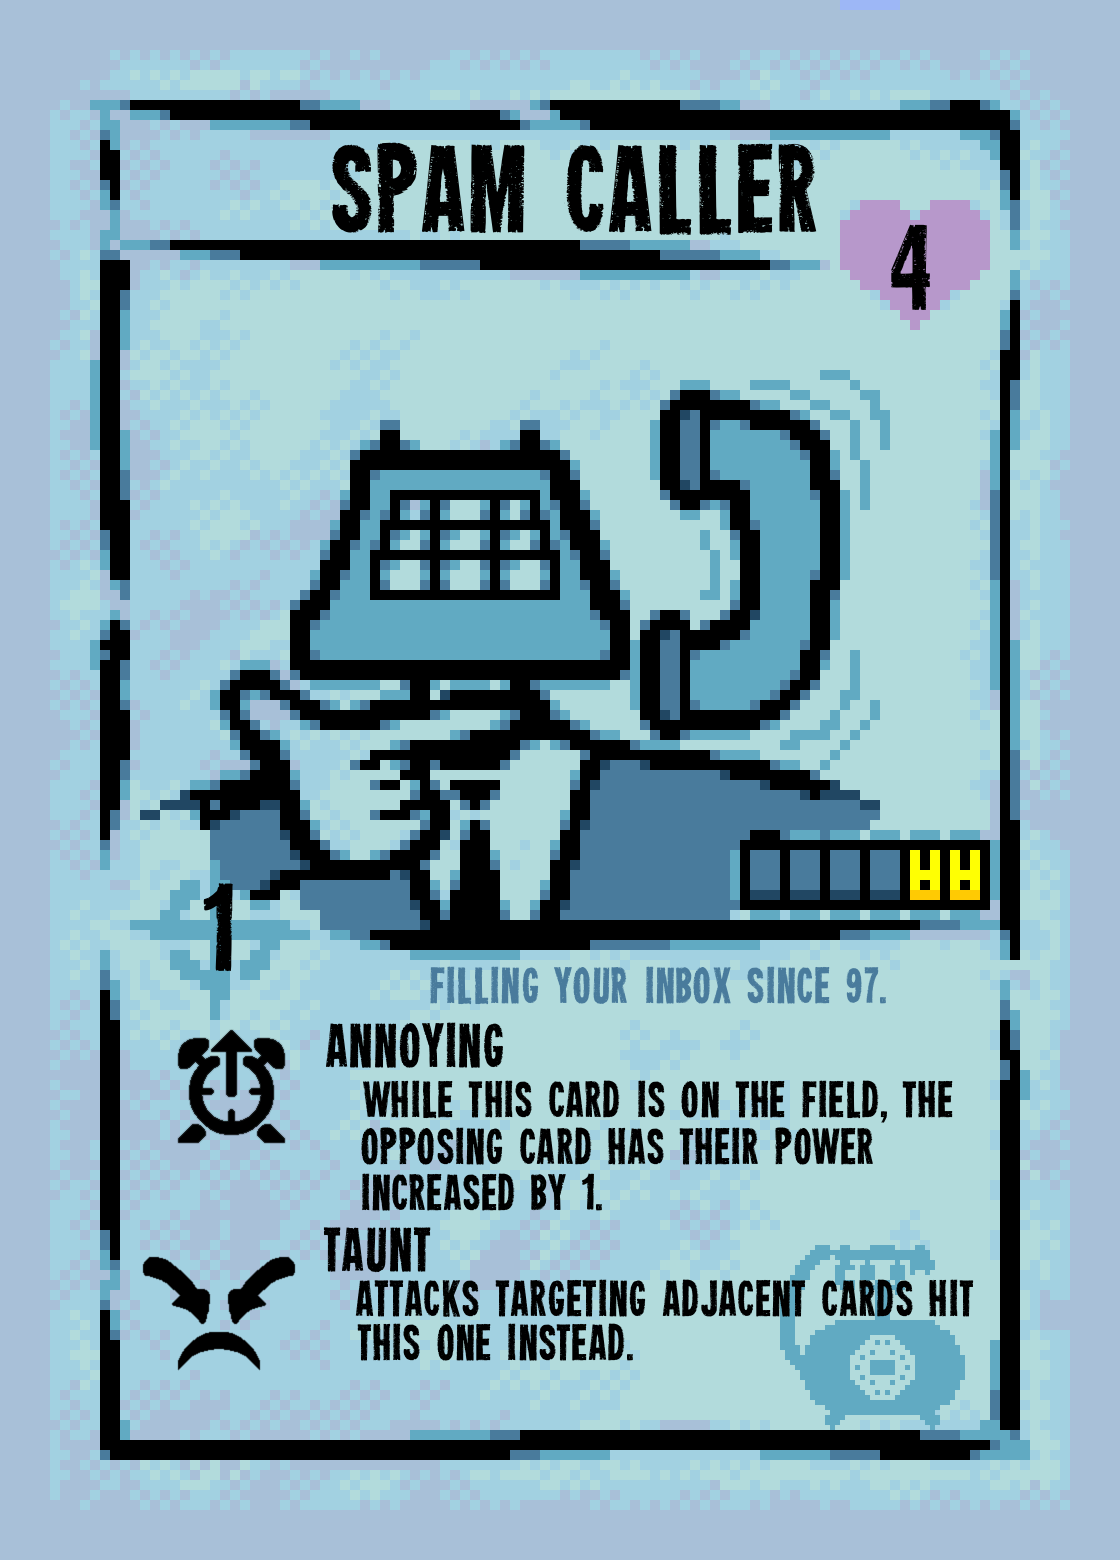 SPAM CALLER
4
1
FILLING YOUR INBOX SINCE 97.
ANNOYING
WHILE THIS CARD IS ON THE FIELD, THE
OPPOSING CARD HAS THEIR POWER
INCREASED BY 1.
TAUNT
ATTACKS TARGETING ADJACENT CARDS HIT
THIS ONE INSTEAD.